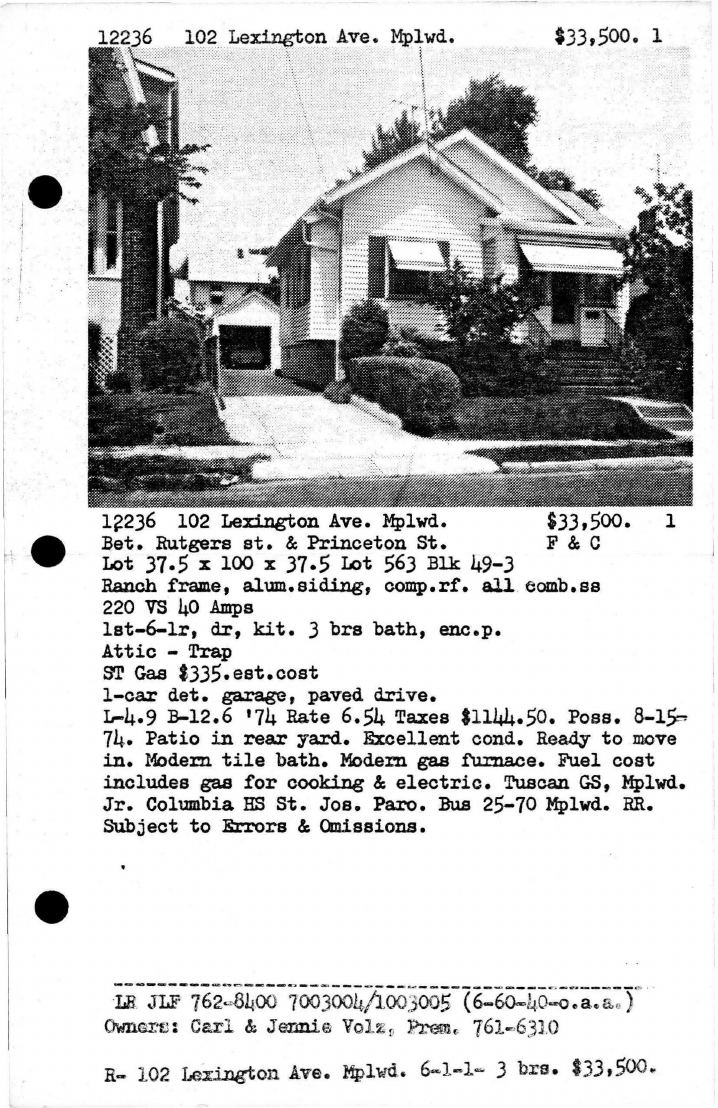 12236 102 Lexington Ave. Mplwd. $33,500. 1
12236 102 Lexington Ave. Mplwd. $33,500. 1
Bet. Rutgers st. & Princeton St. F & C
Lot 37.5 x 100 x 37.5 Lot 563 Blk 49-3
Ranch frame, alum.siding, comp.rf. all comb.ss
220 VS 40 Amps
1st-6-lr, dr, kit. 3 brs bath, enc.p.
Attic - Trap
ST Gas $335.est.cost
1-car det. garage, paved drive.
L-4.9 B-12.6 '74 Rate 6.54 Taxes $1144.50. Poss. 8-15-
74. Patio in rear yard. Excellent cond. Ready to move
in. Modern tile bath. Modern gas furnace. Fuel cost
includes gas for cooking & electric. Tuscan GS, Mplwd.
Jr. Columbia HS St. Jos. Paro. Bus 25-70 Mplwd. RR.
Subject to Errors & Omissions.
LR JLF 762-8400 7003004/1003005 (6-60-40-o.a.a.)
Owners: Carl & Jennie Volz, Prem. 761-6310
R- 102 Lexington Ave. Mplwd. 6-1-1- 3 brs. $33,500.